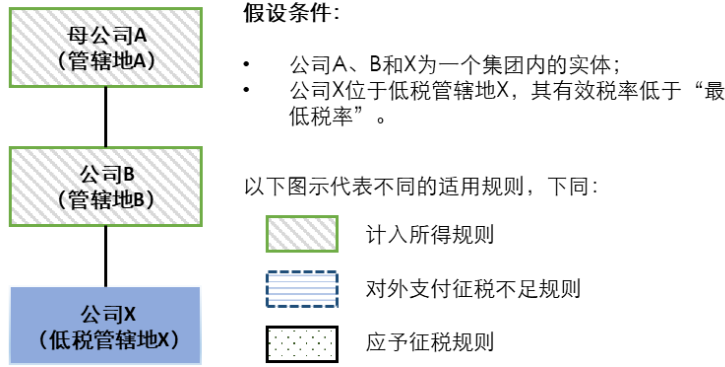 母公司A
（管辖地A）
公司B
（管辖地B）
公司X
（低税管辖地X）
假设条件：
• 公司A、B和X为一个集团内的实体；
• 公司X位于低税管辖地X，其有效税率低于“最
低税率”。
以下图示代表不同的适用规则，下同：
计入所得规则
对外支付征税不足规则
应予征税规则